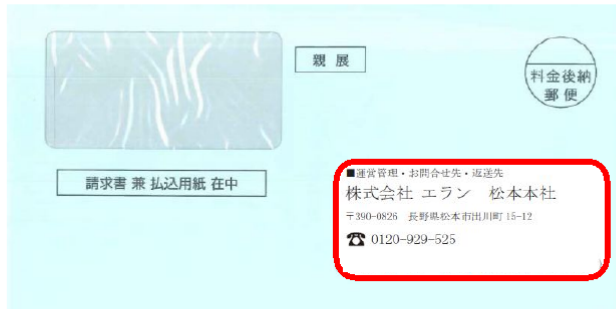 親展
料金後納
郵便
請求書 兼 払込用紙 在中
■運営管理・お問合せ先・返送先
株式会社 エラン 松本本社
〒390-0826 長野県松本市出川町 15-12
☎ 0120-929-525